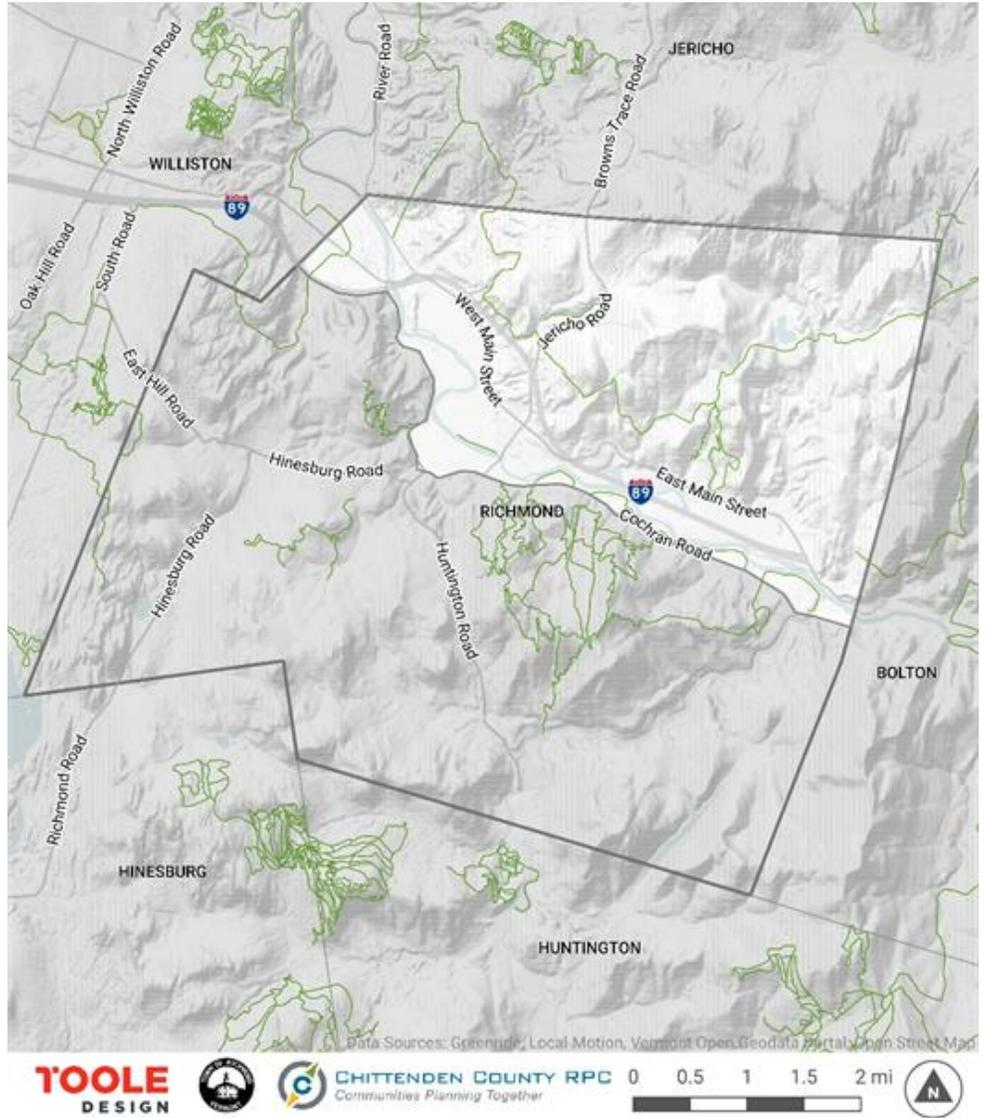 JERICHO
North Williston Road
River Road
Browns Trace Road
WILLISTON
89
South Road
Oak Hill Road
West Main Street
Jericho Road
East Hill Road
Hinesburg Road
East Main Street
89
RICHMOND
Cochran Road
Hinesburg Road
Huntington Road
BOLTON
Richmond Road
HINESBURG
HUNTINGTON
Data Sources: Greenride, Local Motion, Vermont Open Geodata Portal, Open Street Map
TOOLE
DESIGN
VERMONT
C
CHITTENDEN COUNTY RPC
Communities Planning Together
0 0.5 1 1.5 2 mi
N